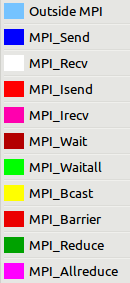 Outside MPI
MPI_Send
MPI_Recv
MPI_Isend
MPI_Irecv
MPI_Wait
MPI_Waitall
MPI_Bcast
MPI_Barrier
MPI_Reduce
MPI_Allreduce